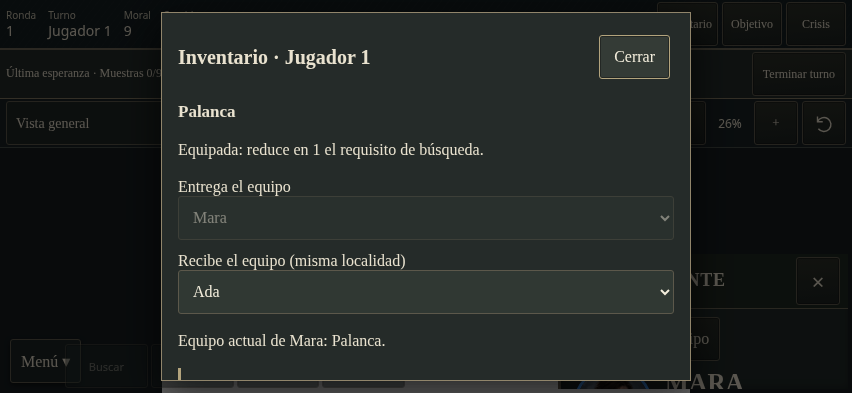 Ronda
Turno
Moral
1
Jugador 1
9
Objetivo
Crisis
Última esperanza · Muestras 0/9
Terminar turno
Vista general
26%
+
Inventario · Jugador 1
Cerrar
Palanca
Equipada: reduce en 1 el requisito de búsqueda.
Entrega el equipo
Mara
Recibe el equipo (misma localidad)
Ada
Equipo actual de Mara: Palanca.
Menú ▾
Buscar
NTE
×
MARA